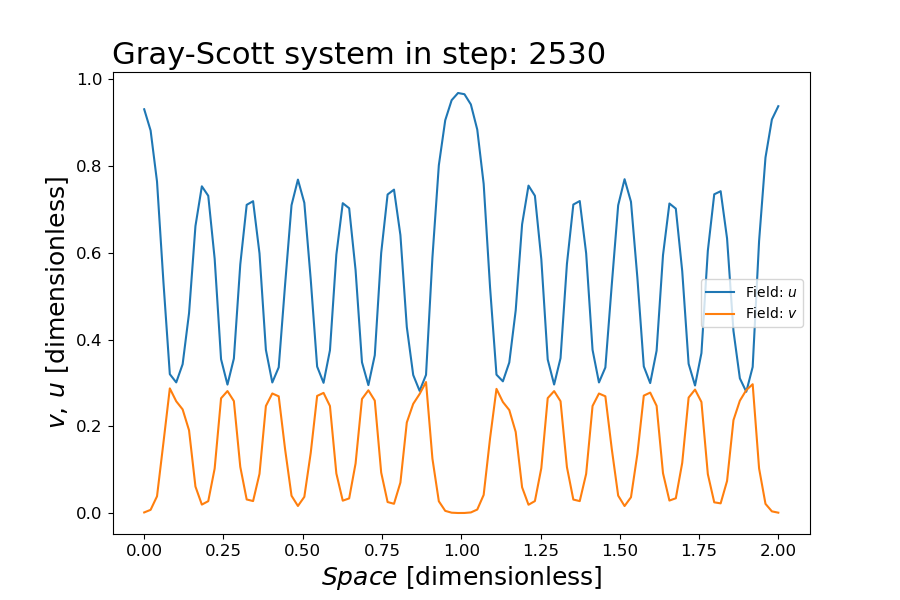 Gray-Scott system in step: 2530
v, u [dimensionless]
1.0
0.8
0.6
0.4
0.2
0.0
Field: u
Field: v
0.00 0.25 0.50 0.75 1.00 1.25 1.50 1.75 2.00
Space [dimensionless]